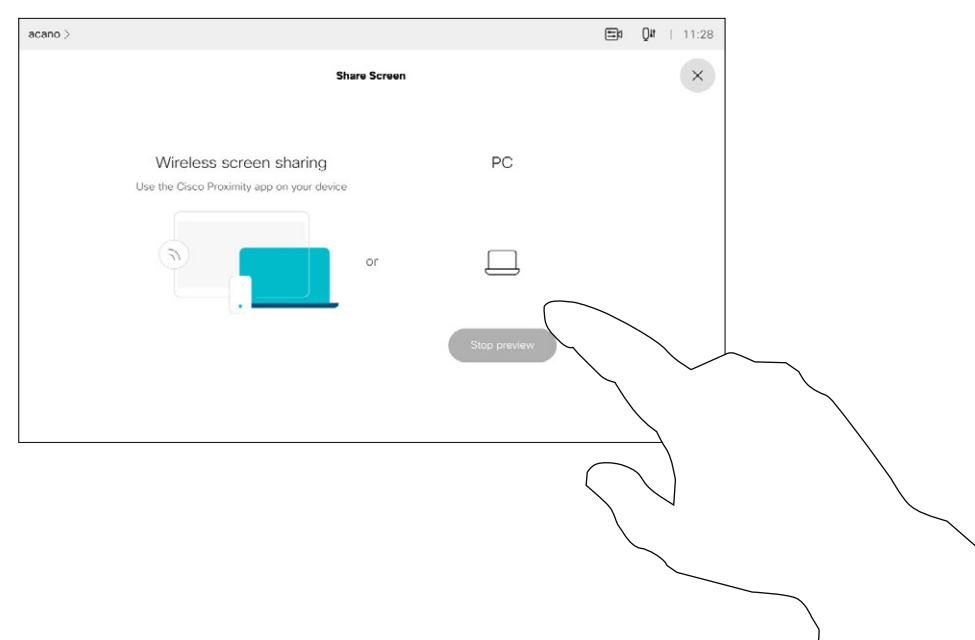 acano >
11:28
Share Screen
Wireless screen sharing
Use the Cisco Proximity app on your device
PC
or
Stop preview